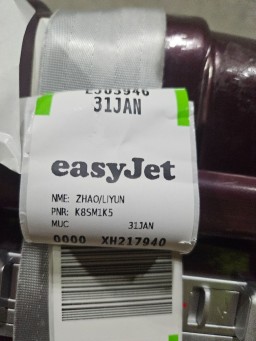 31JAN
easyJet
NME: ZHAO/LIYUN
PNR: K8SM1K5
MUC 31JAN
0000 XH217940